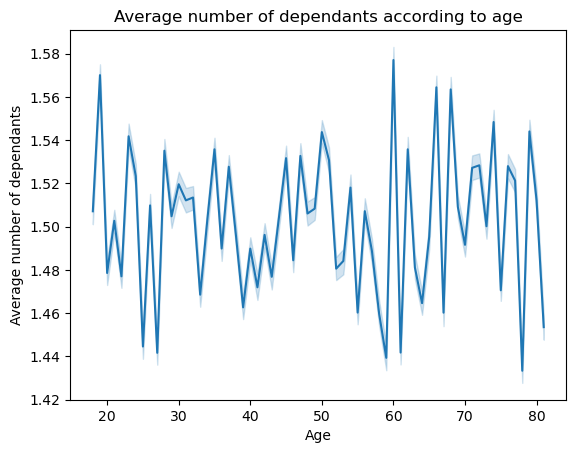 Average number of dependants according to age
Average number of dependants
1.58
1.56
1.54
1.52
1.50
1.48
1.46
1.44
1.42
20 30 40 50 60 70 80
Age